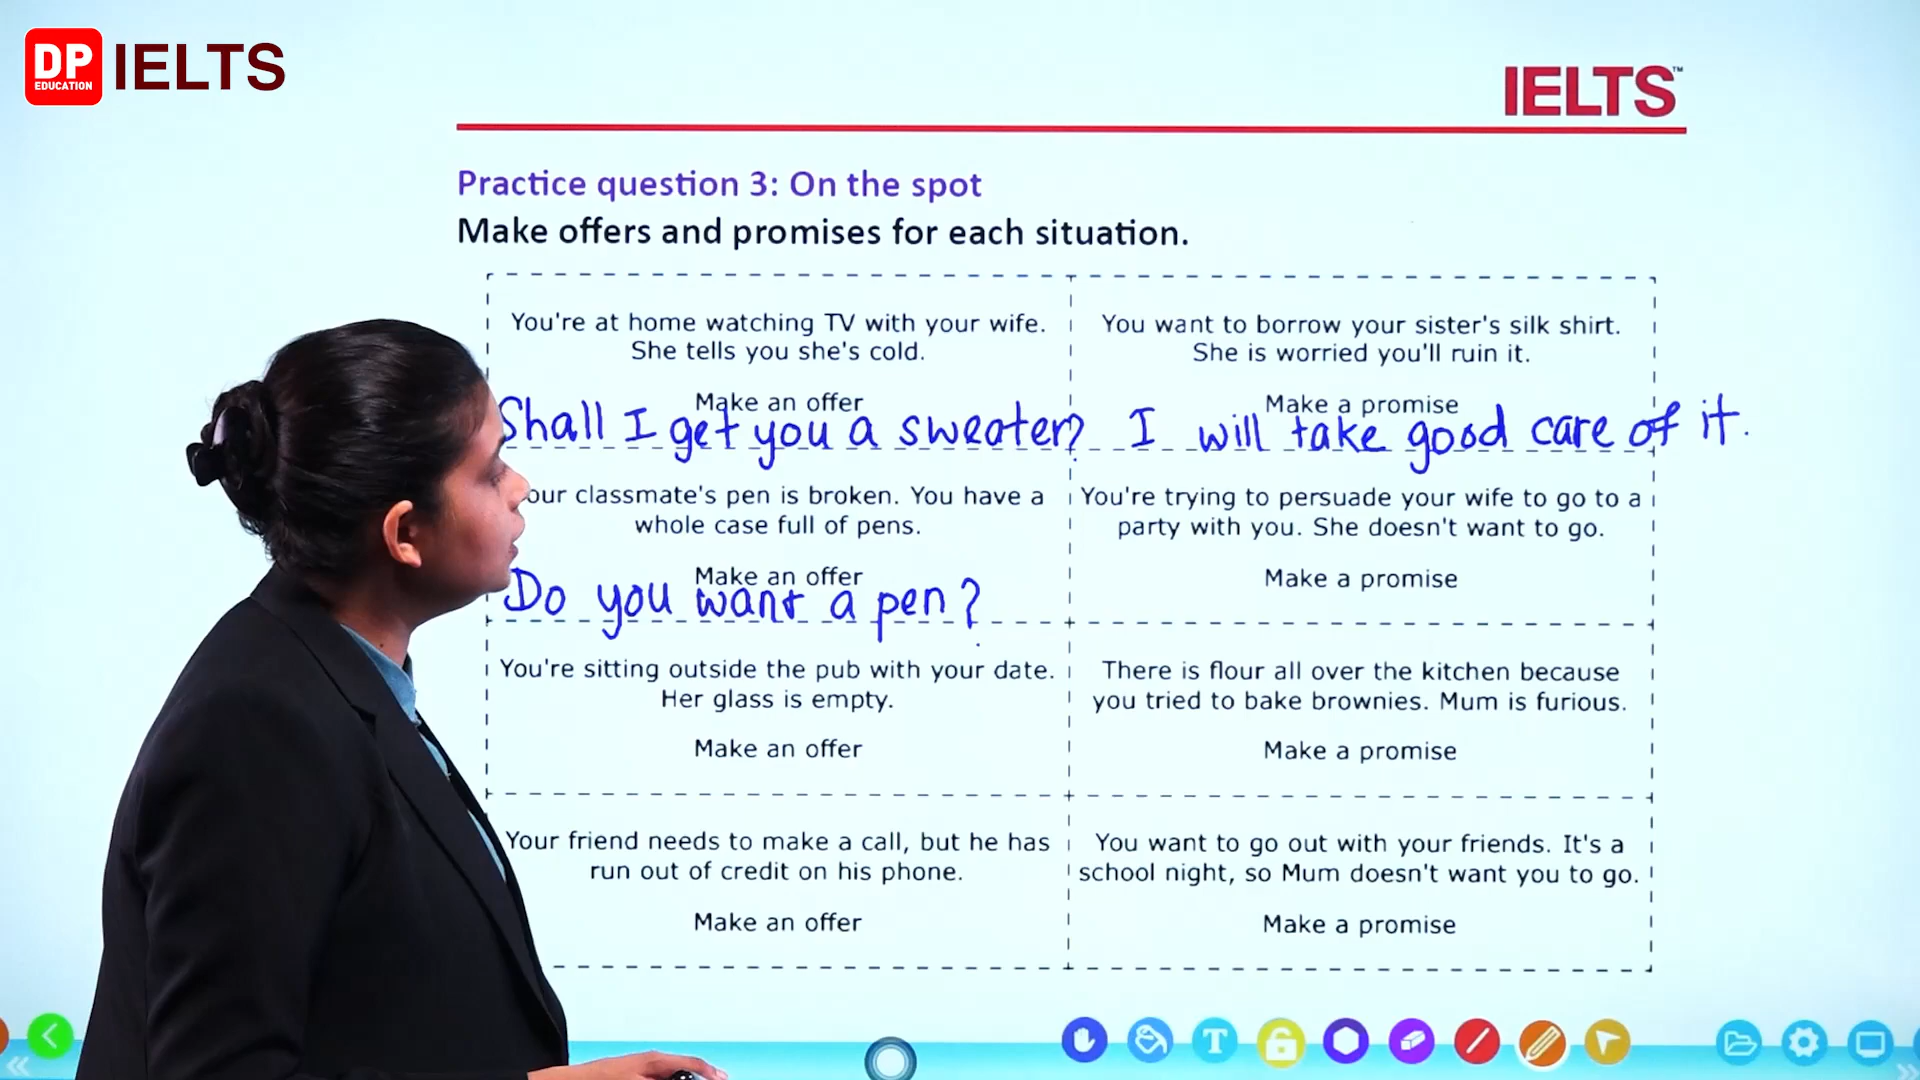 DP
EDUCATION
IELTS
IELTS™
Practice question 3: On the spot
Make offers and promises for each situation.
You're at home watching TV with your wife.
She tells you she's cold.
Make an offer
Shall I get you a sweater?
You want to borrow your sister's silk shirt.
She is worried you'll ruin it.
Make a promise
I will take good care of it.
our classmate's pen is broken. You have a
whole case full of pens.
Make an offer
Do you want a pen?
You're trying to persuade your wife to go to a
party with you. She doesn't want to go.
Make a promise
You're sitting outside the pub with your date.
Her glass is empty.
Make an offer
There is flour all over the kitchen because
you tried to bake brownies. Mum is furious.
Make a promise
Your friend needs to make a call, but he has
run out of credit on his phone.
Make an offer
You want to go out with your friends. It's a
school night, so Mum doesn't want you to go.
Make a promise
T